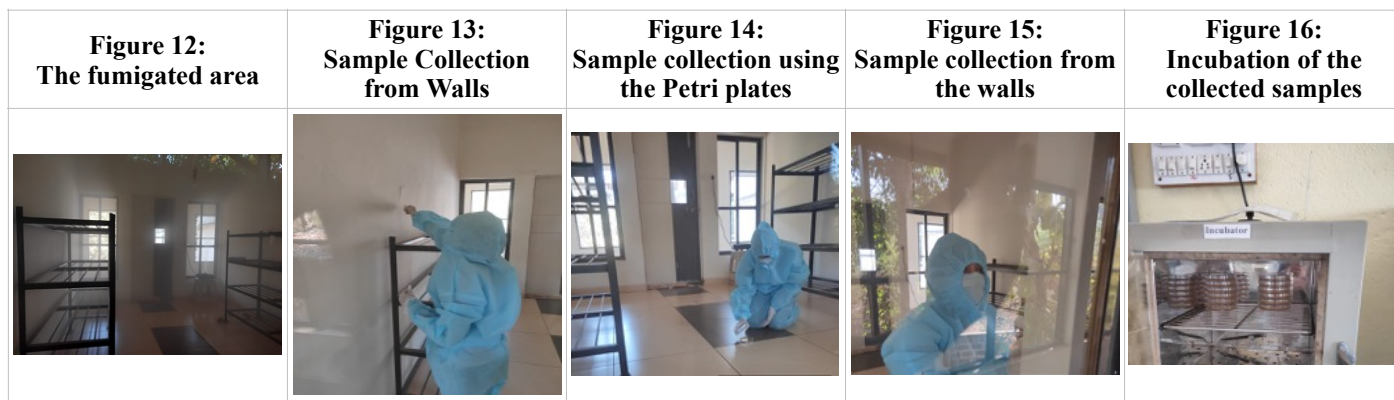 Figure 12:
The fumigated area
Figure 13:
Sample Collection
from Walls
Figure 14:
Sample collection using
the Petri plates
Figure 15:
Sample collection from
the walls
Figure 16:
Incubation of the
collected samples
Incubator